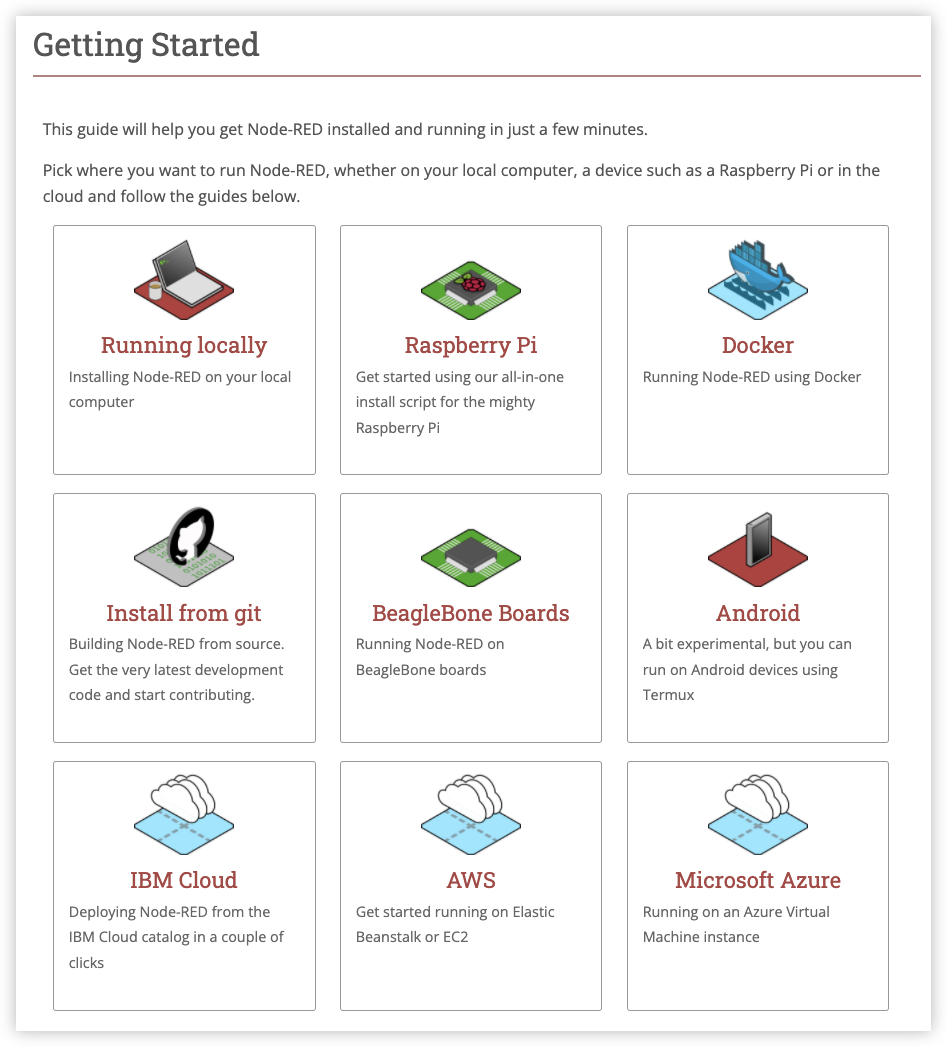 Getting Started
This guide will help you get Node-RED installed and running in just a few minutes.
Pick where you want to run Node-RED, whether on your local computer, a device such as a Raspberry Pi or in the
cloud and follow the guides below.
Running locally
Installing Node-RED on your local
computer
Raspberry Pi
Get started using our all-in-one
install script for the mighty
Raspberry Pi
Docker
Running Node-RED using Docker
Install from git
Building Node-RED from source.
Get the very latest development
code and start contributing.
BeagleBone Boards
Running Node-RED on
BeagleBone boards
Android
A bit experimental, but you can
run on Android devices using
Termux
IBM Cloud
Deploying Node-RED from the
IBM Cloud catalog in a couple of
clicks
AWS
Get started running on Elastic
Beanstalk or EC2
Microsoft Azure
Running on an Azure Virtual
Machine instance